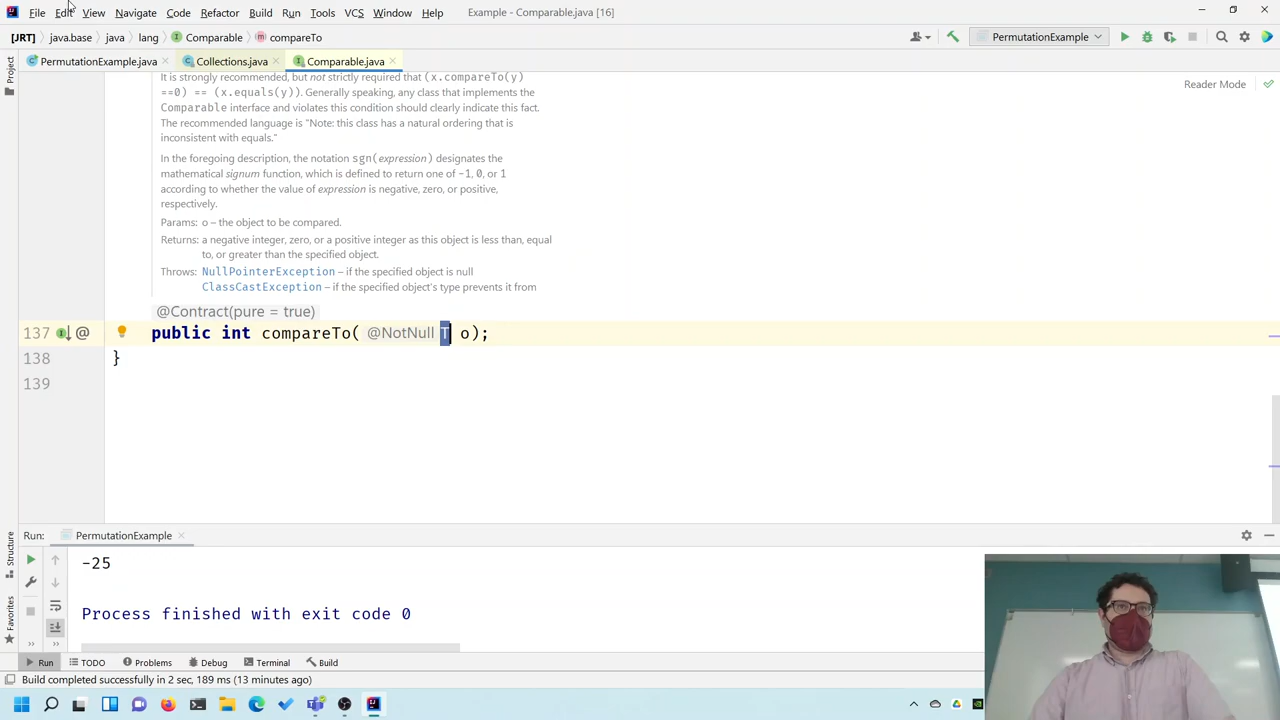 File Edit View Navigate Code Refactor Build Run Tools VCS Window Help Example - Comparable.java [16]
[JRT] java.base java lang Comparable compareTo PermutationExample
PermutationExample.java Collections.java Comparable.java
Reader Mode
It is strongly recommended, but not strictly required that (x.compareTo(y)
==0) == (x.equals(y)). Generally speaking, any class that implements the
Comparable interface and violates this condition should clearly indicate this fact.
The recommended language is "Note: this class has a natural ordering that is
inconsistent with equals."
In the foregoing description, the notation sgn(expression) designates the
mathematical signum function, which is defined to return one of -1, 0, or 1
according to whether the value of expression is negative, zero, or positive,
respectively.
Params: o – the object to be compared.
Returns: a negative integer, zero, or a positive integer as this object is less than, equal
to, or greater than the specified object.
Throws: NullPointerException – if the specified object is null
ClassCastException – if the specified object's type prevents it from
@Contract(pure = true)
137 @ public int compareTo( @NotNull T o);
138 }
139
Project
Structure
Favorites
Run: PermutationExample
-25
Process finished with exit code 0
Run TODO Problems Debug Terminal Build
Build completed successfully in 2 sec, 189 ms (13 minutes ago)